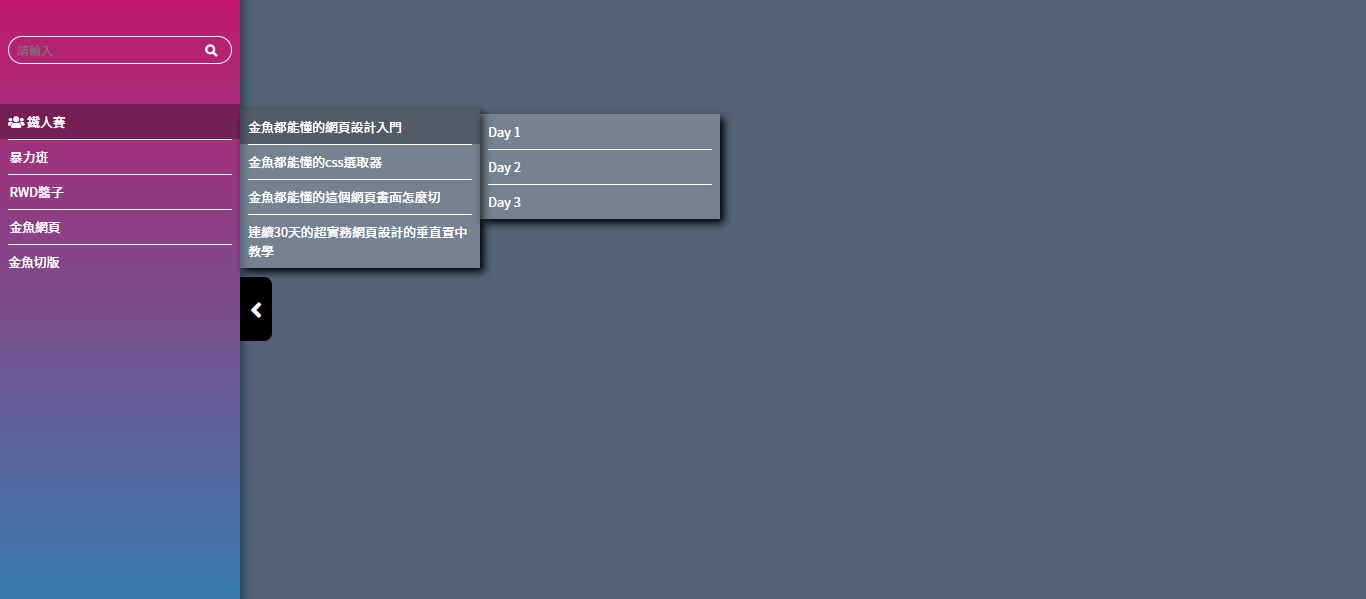 請輸入
鐵人賽
暴力班
RWD髒子
金魚網頁
金魚切版
金魚都能懂的網頁設計入門
金魚都能懂的css選取器
金魚都能懂的這個網頁畫面怎麼切
連續30天的超實務網頁設計的垂直置中
教學
Day 1
Day 2
Day 3